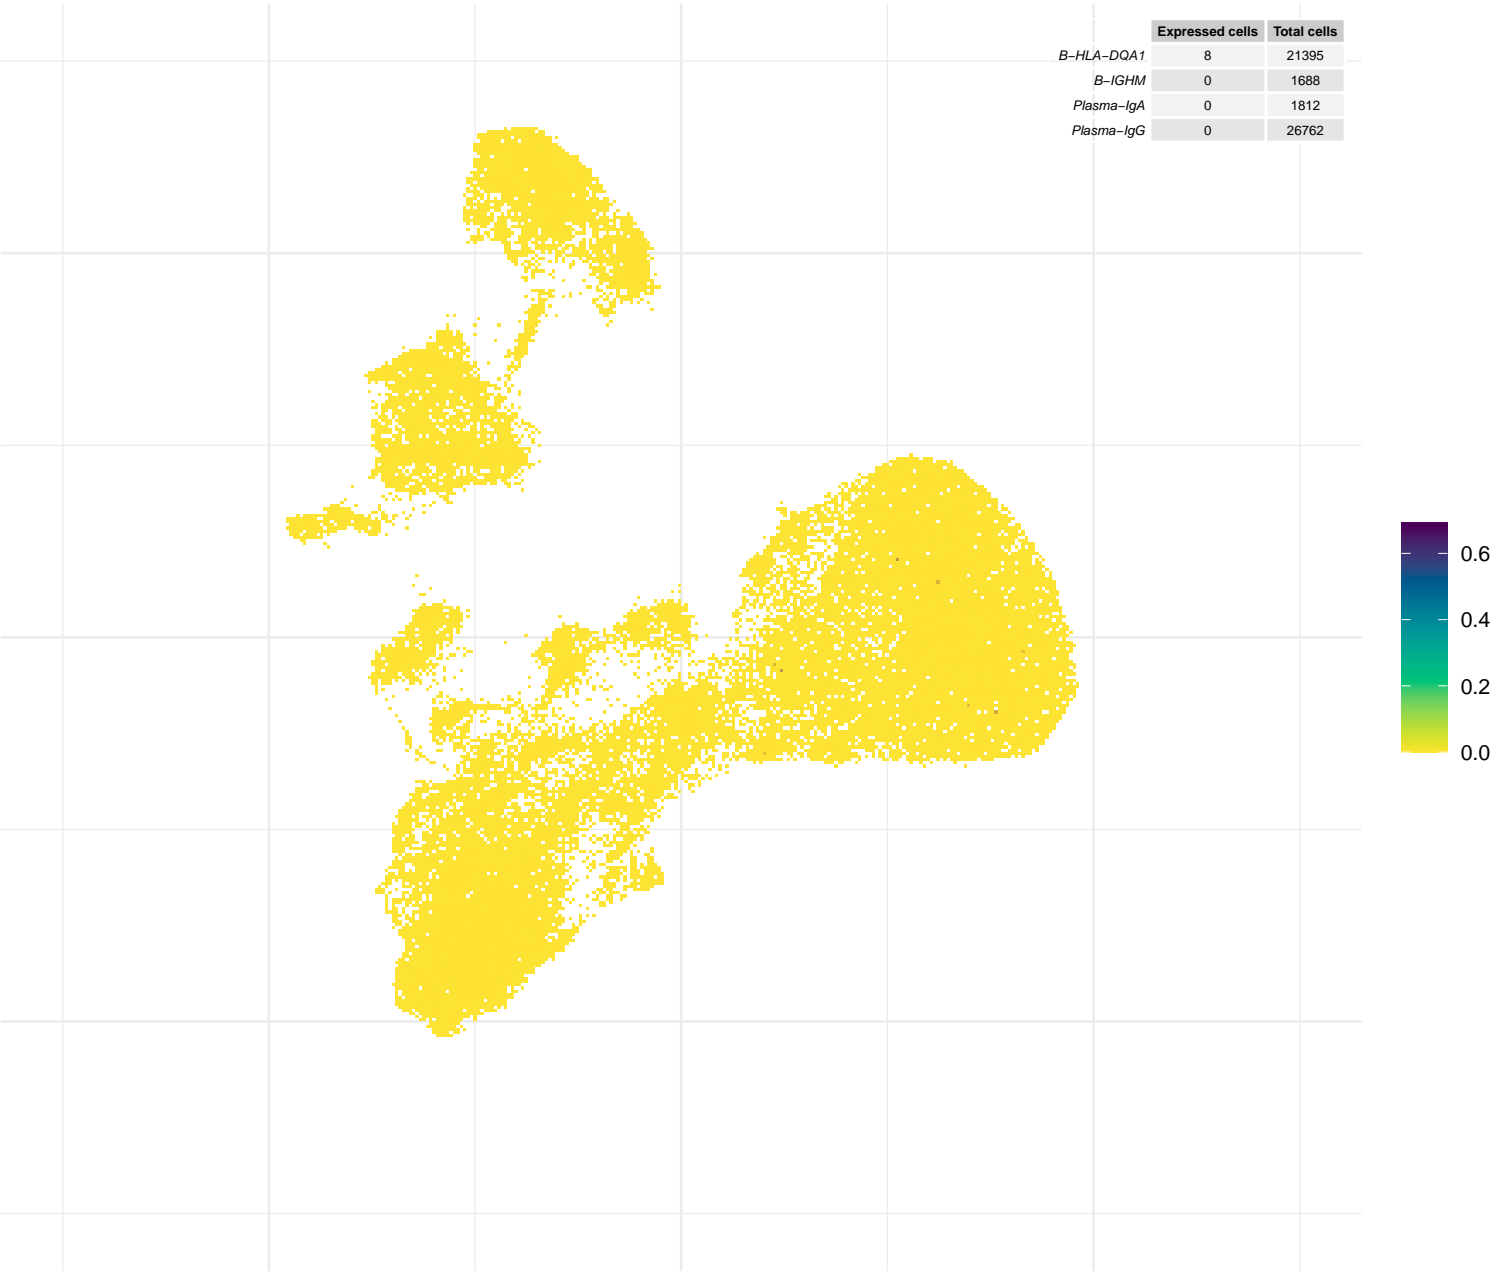 Expressed cells Total cells
B−HLA−DQA1 8 21395
B−IGHM 0 1688
Plasma−IgA 0 1812
Plasma−IgG 0 26762
0.6
0.4
0.2
0.0